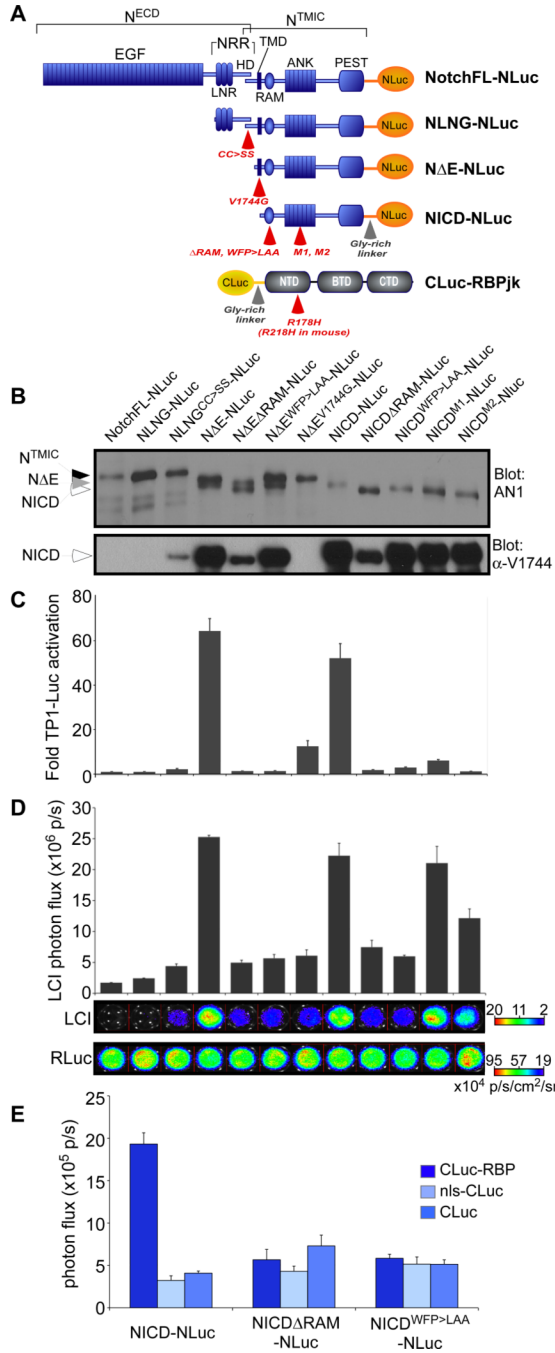 A
N^ECD
N^TMIC
NRR
EGF
HD
TMD
ANK
PEST
LNR
RAM
NLuc
NotchFL-NLuc
NLuc
NLNG-NLuc
CC>SS
NLuc
NΔE-NLuc
V1744G
NLuc
NICD-NLuc
ΔRAM, WFP>LAA
M1, M2
Gly-rich
linker
CLuc
NTD
BTD
CTD
CLuc-RBPjk
Gly-rich
linker
R178H
(R218H in mouse)
B
NotchFL-NLuc
NLNG-NLuc
NLNG^CC>SS-NLuc
NΔE-NLuc
NΔEΔRAM-NLuc
NΔE^WFP>LAA-NLuc
NΔEV1744G-NLuc
NICD-NLuc
NICDΔRAM-NLuc
NICD^WFP>LAA-NLuc
NICD^M1-NLuc
NICD^M2-Nluc
N^TMIC
NΔE
NICD
Blot:
AN1
NICD
Blot:
α-V1744
C
Fold TP1-Luc activation
80
60
40
20
0
D
LCI photon flux (x10^6 p/s)
30
25
20
15
10
5
0
LCI
20 11 2
RLuc
95 57 19
x10^4 p/s/cm^2/sr
E
photon flux (x10^5 p/s)
25
20
15
10
5
0
CLuc-RBP
nls-CLuc
CLuc
NICD-NLuc
NICDΔRAM
-NLuc
NICD^WFP>LAA
-NLuc